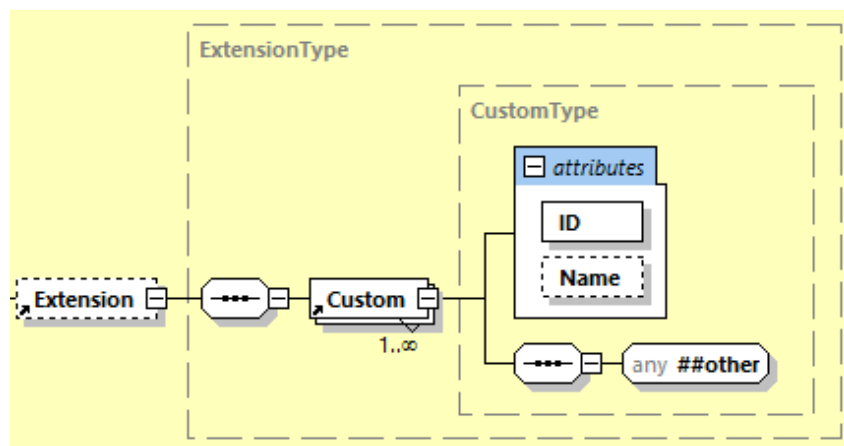 ExtensionType
CustomType
attributes
ID
Name
Extension
Custom
1..∞
any ##other